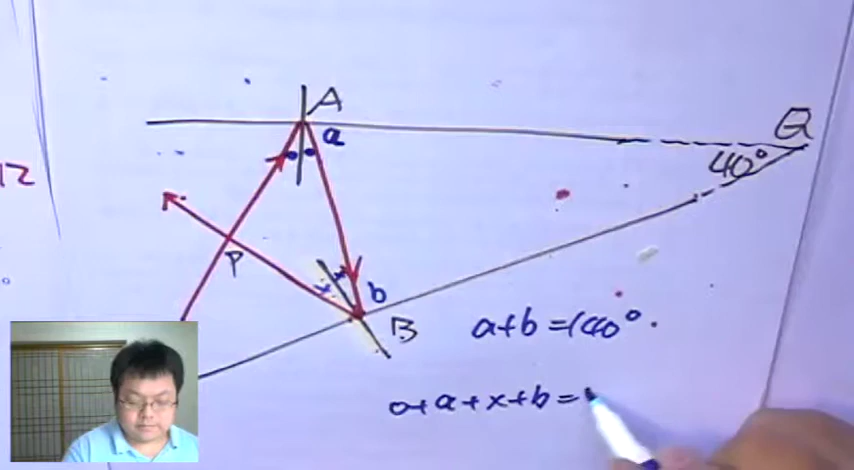 A
Q
a
40°
12
P
x x
b
B
a+b=140°.
o+a+x+b=